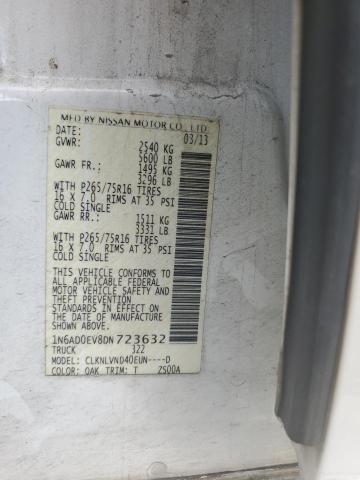 MFD BY NISSAN MOTOR CO., LTD.
DATE: 03/13
GVWR: 2540 KG
5600 LB
GAWR FR.: 1495 KG
3296 LB
WITH P265/75R16 TIRES
16 X 7.0 RIMS AT 35 PSI
COLD SINGLE
GAWR RR.: 1511 KG
3331 LB
WITH P265/75R16 TIRES
16 X 7.0 RIMS AT 35 PSI
COLD SINGLE
THIS VEHICLE CONFORMS TO
ALL APPLICABLE FEDERAL
MOTOR VEHICLE SAFETY AND
THEFT PREVENTION
STANDARDS IN EFFECT ON
THE DATE OF MANUFACTURE
SHOWN ABOVE.
1N6AD0EV8DN723632
TRUCK 322
MODEL: CLKNLVND40EUN----D
COLOR: QAK TRIM: T ZS00A